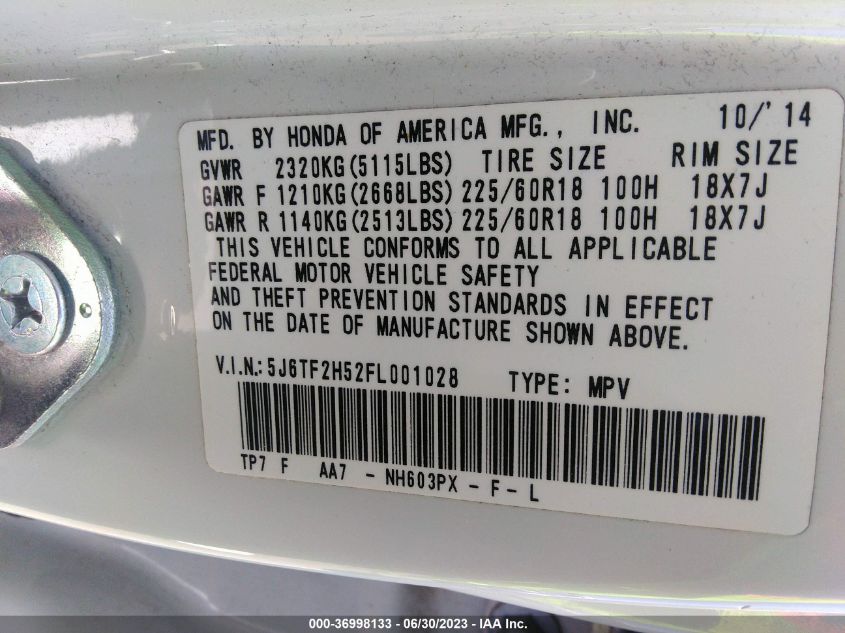 MFD. BY HONDA OF AMERICA MFG., INC. 10/'14
GVWR 2320KG(5115LBS) TIRE SIZE RIM SIZE
GAWR F 1210KG(2668LBS) 225/60R18 100H 18X7J
GAWR R 1140KG(2513LBS) 225/60R18 100H 18X7J
THIS VEHICLE CONFORMS TO ALL APPLICABLE
FEDERAL MOTOR VEHICLE SAFETY
AND THEFT PREVENTION STANDARDS IN EFFECT
ON THE DATE OF MANUFACTURE SHOWN ABOVE.
V.I.N.: 5J6TF2H52FL001028 TYPE: MPV
TP7 F AA7 - NH603PX - F - L
000-36998133 - 06/30/2023 - IAA Inc.